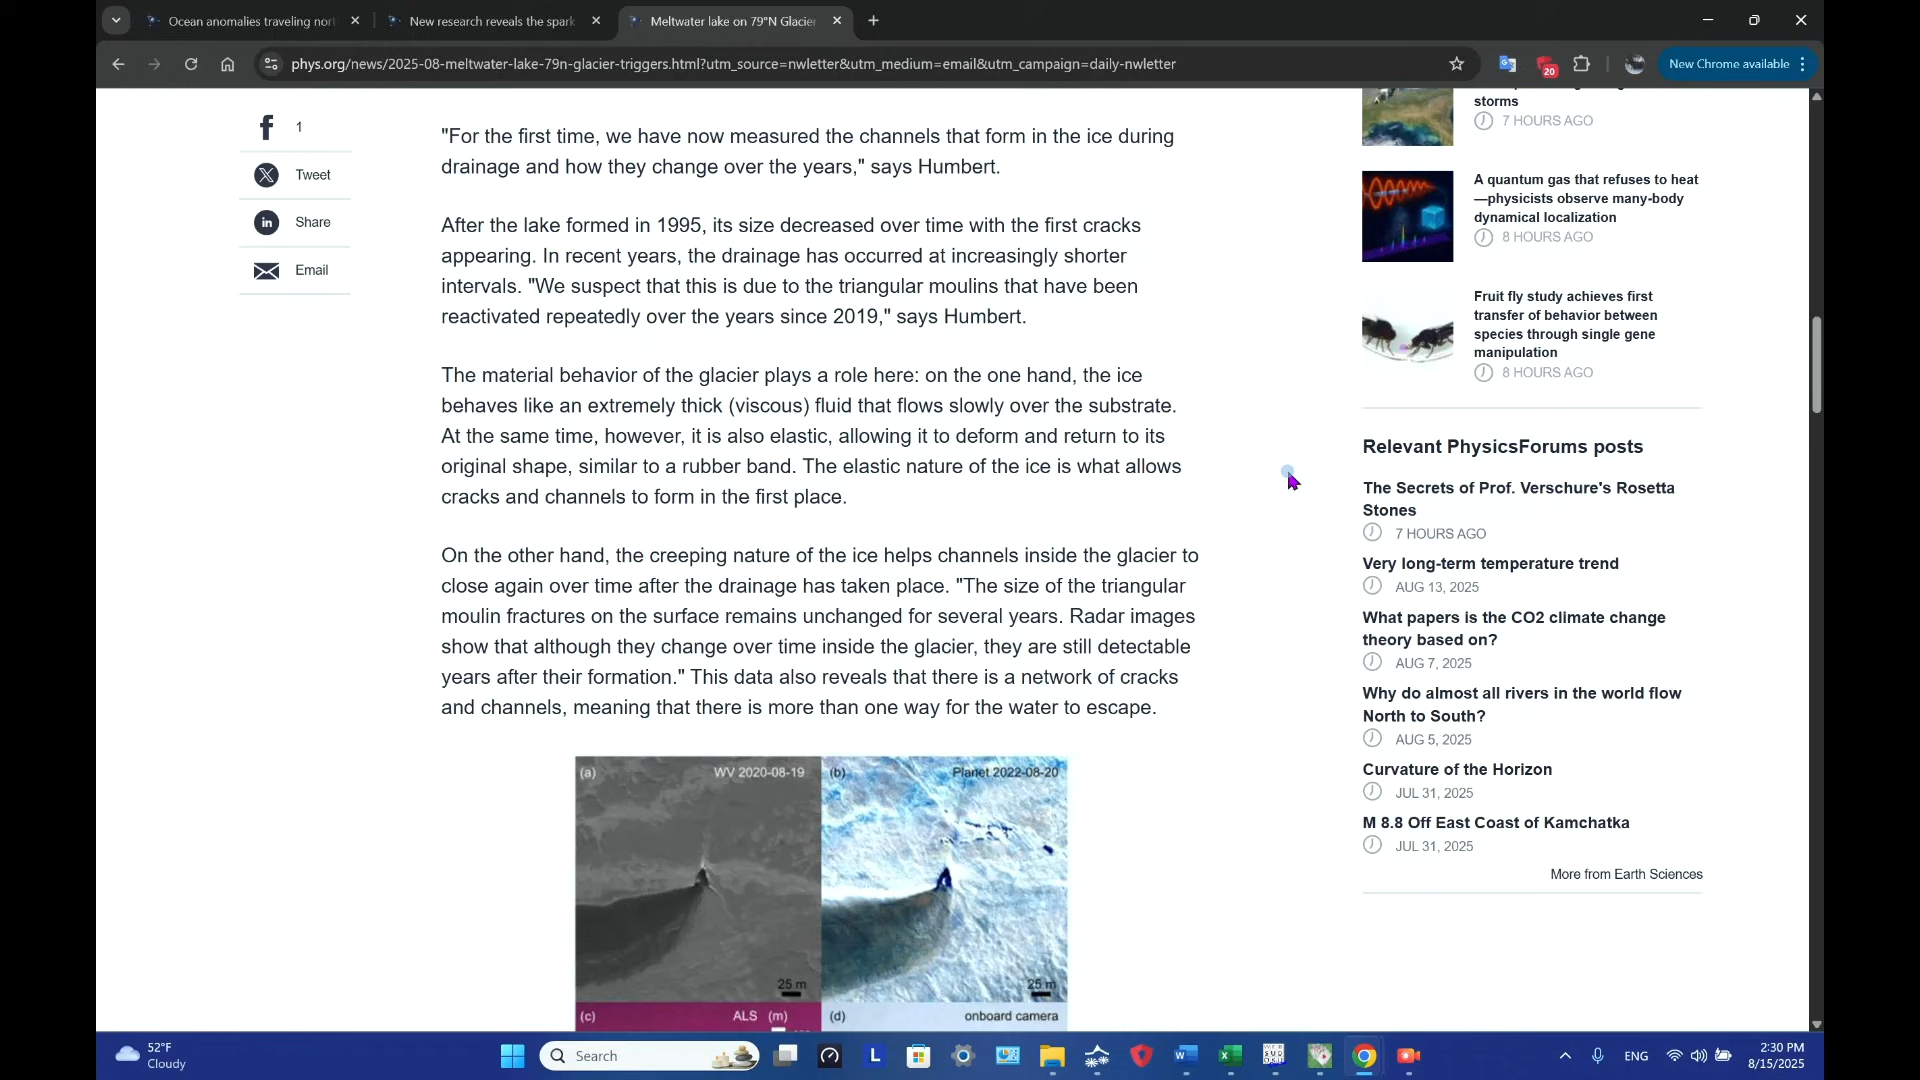 Ocean anomalies traveling nor
New research reveals the spark
Meltwater lake on 79°N Glacier
phys.org/news/2025-08-meltwater-lake-79n-glacier-triggers.html?utm_source=nwletter&utm_medium=email&utm_campaign=daily-nwletter
20
New Chrome available
1
Tweet
Share
Email
"For the first time, we have now measured the channels that form in the ice during
drainage and how they change over the years," says Humbert.
After the lake formed in 1995, its size decreased over time with the first cracks
appearing. In recent years, the drainage has occurred at increasingly shorter
intervals. "We suspect that this is due to the triangular moulins that have been
reactivated repeatedly over the years since 2019," says Humbert.
The material behavior of the glacier plays a role here: on the one hand, the ice
behaves like an extremely thick (viscous) fluid that flows slowly over the substrate.
At the same time, however, it is also elastic, allowing it to deform and return to its
original shape, similar to a rubber band. The elastic nature of the ice is what allows
cracks and channels to form in the first place.
On the other hand, the creeping nature of the ice helps channels inside the glacier to
close again over time after the drainage has taken place. "The size of the triangular
moulin fractures on the surface remains unchanged for several years. Radar images
show that although they change over time inside the glacier, they are still detectable
years after their formation." This data also reveals that there is a network of cracks
and channels, meaning that there is more than one way for the water to escape.
(a) WV 2020-08-19
(b) Planet 2022-08-20
25 m
25 m
(c) ALS (m)
(d) onboard camera
storms
7 HOURS AGO
A quantum gas that refuses to heat
—physicists observe many-body
dynamical localization
8 HOURS AGO
Fruit fly study achieves first
transfer of behavior between
species through single gene
manipulation
8 HOURS AGO
Relevant PhysicsForums posts
The Secrets of Prof. Verschure's Rosetta
Stones
7 HOURS AGO
Very long-term temperature trend
AUG 13, 2025
What papers is the CO2 climate change
theory based on?
AUG 7, 2025
Why do almost all rivers in the world flow
North to South?
AUG 5, 2025
Curvature of the Horizon
JUL 31, 2025
M 8.8 Off East Coast of Kamchatka
JUL 31, 2025
More from Earth Sciences
52°F
Cloudy
Search
ENG
2:30 PM
8/15/2025